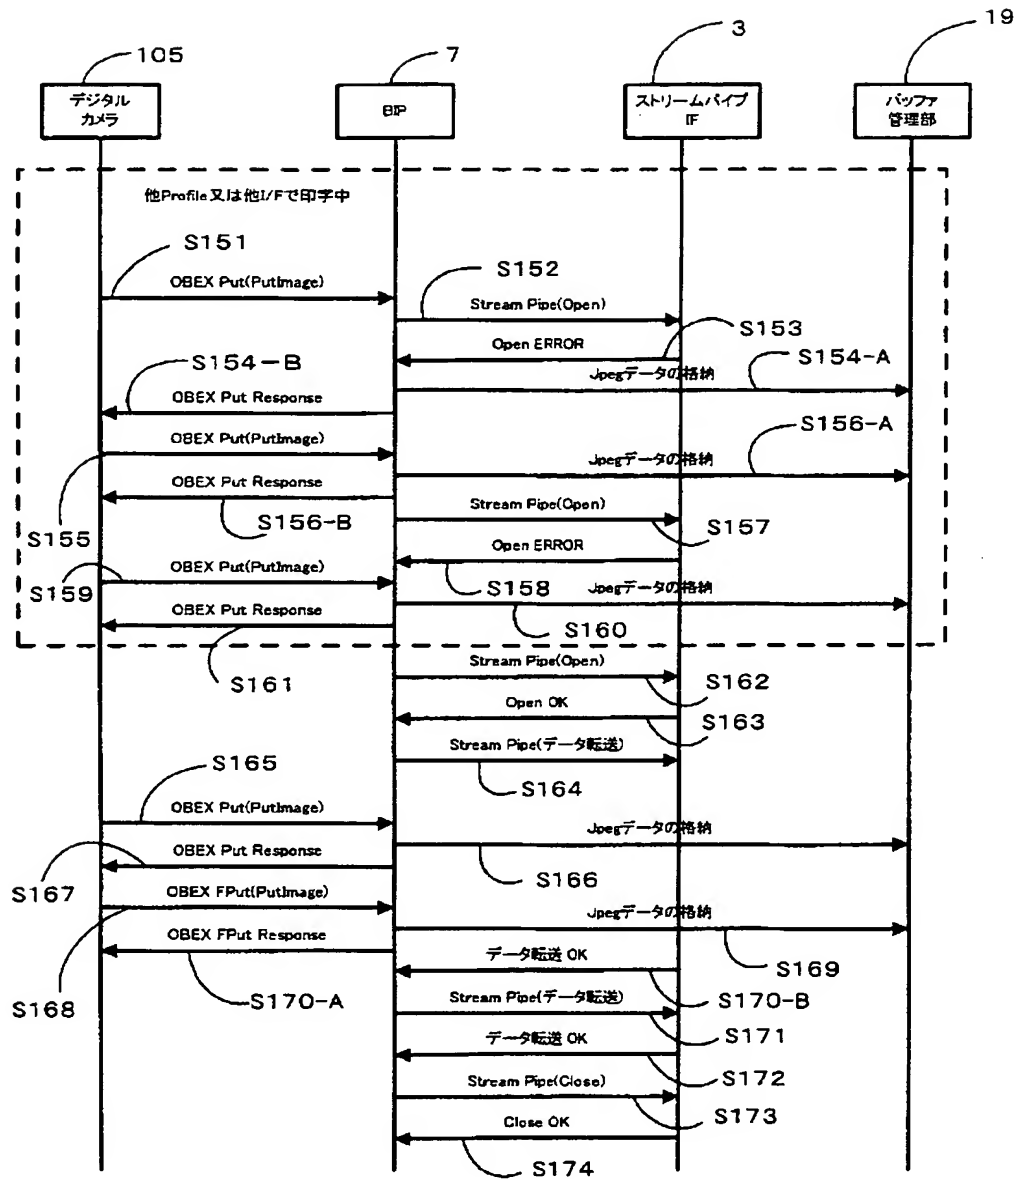 105
7
3
19
デジタル
カメラ
BIP
ストリームパイプ
IF
バッファ
管理部
他Profile又は他I/Fで印字中
S151
OBEX Put(PutImage)
S152
Stream Pipe(Open)
S153
Open ERROR
S154-B
Jpegデータの格納
S154-A
OBEX Put Response
OBEX Put(PutImage)
S156-A
Jpegデータの格納
OBEX Put Response
S156-B
Stream Pipe(Open)
S157
S155
Open ERROR
OBEX Put(PutImage)
S159
S158
Jpegデータの格納
OBEX Put Response
S160
S161
Stream Pipe(Open)
S162
Open OK
S163
Stream Pipe(データ転送)
S165
S164
OBEX Put(PutImage)
Jpegデータの格納
OBEX Put Response
S166
S167
OBEX FPut(PutImage)
Jpegデータの格納
OBEX FPut Response
データ転送 OK
S169
S168
S170-A
S170-B
Stream Pipe(データ転送)
S171
データ転送 OK
S172
Stream Pipe(Close)
S173
Close OK
S174